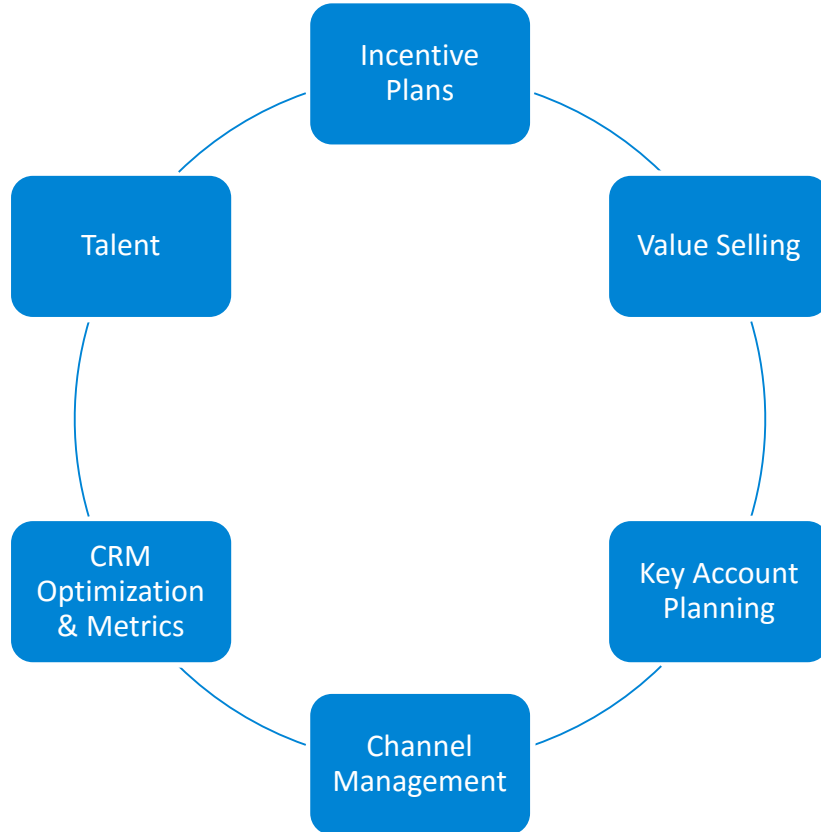 Incentive
Plans
Value Selling
Key Account
Planning
Channel
Management
CRM
Optimization
& Metrics
Talent